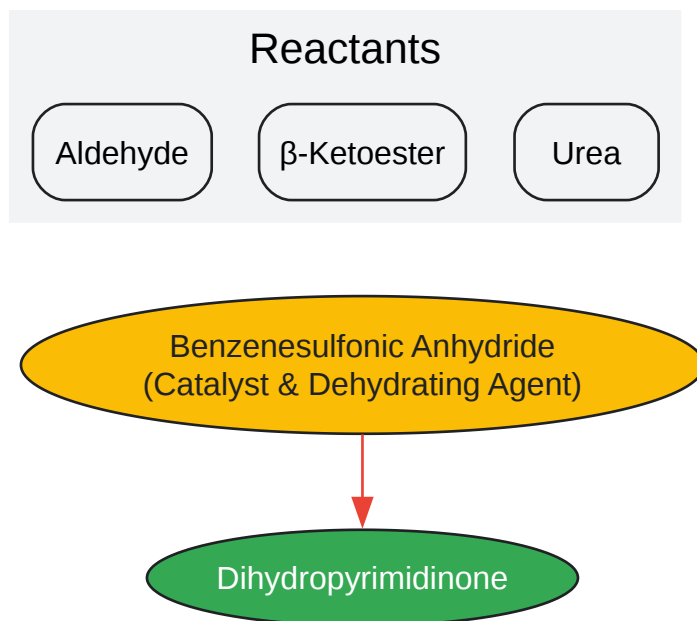 Reactants
Aldehyde
β-Ketoester
Urea
Benzenesulfonic Anhydride
(Catalyst & Dehydrating Agent)
Dihydropyrimidinone